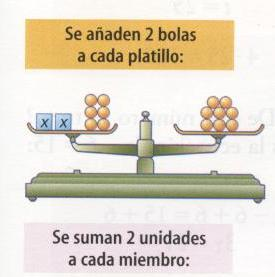 Se añaden 2 bolas
a cada platillo:
x x
Se suman 2 unidades
a cada miembro: